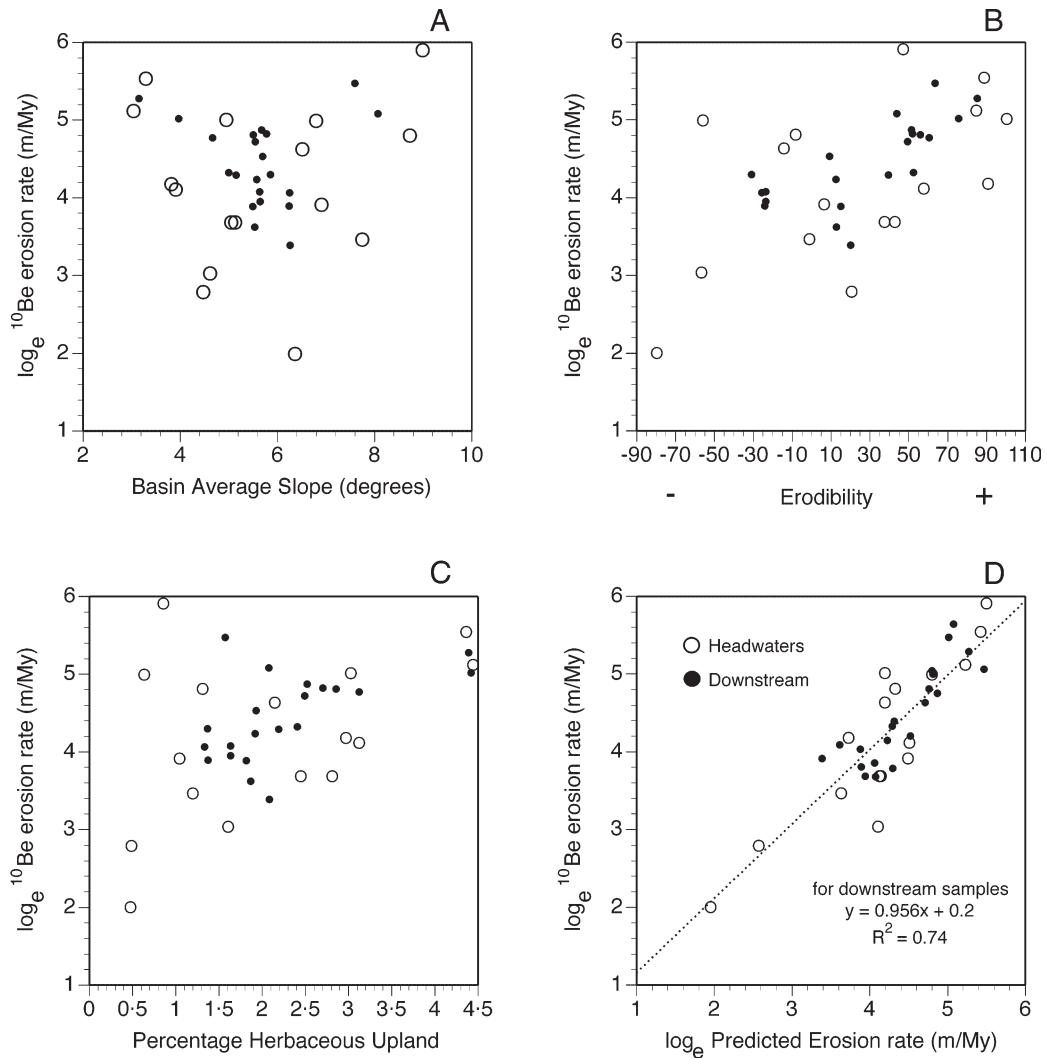 A
6
5
4
3
2
1
2 4 6 8 10
Basin Average Slope (degrees)
logₑ ¹⁰Be erosion rate (m/My)
B
6
5
4
3
2
1
-90 -70 -50 -30 -10 10 30 50 70 90 110
- Erodibility +
logₑ ¹⁰Be erosion rate (m/My)
C
6
5
4
3
2
1
0 0·5 1 1·5 2 2·5 3 3·5 4 4·5
Percentage Herbaceous Upland
logₑ ¹⁰Be erosion rate (m/My)
D
6
5
4
3
2
1
Headwaters
Downstream
for downstream samples
y = 0.956x + 0.2
R² = 0.74
1 2 3 4 5 6
logₑ Predicted Erosion rate (m/My)
logₑ ¹⁰Be erosion rate (m/My)